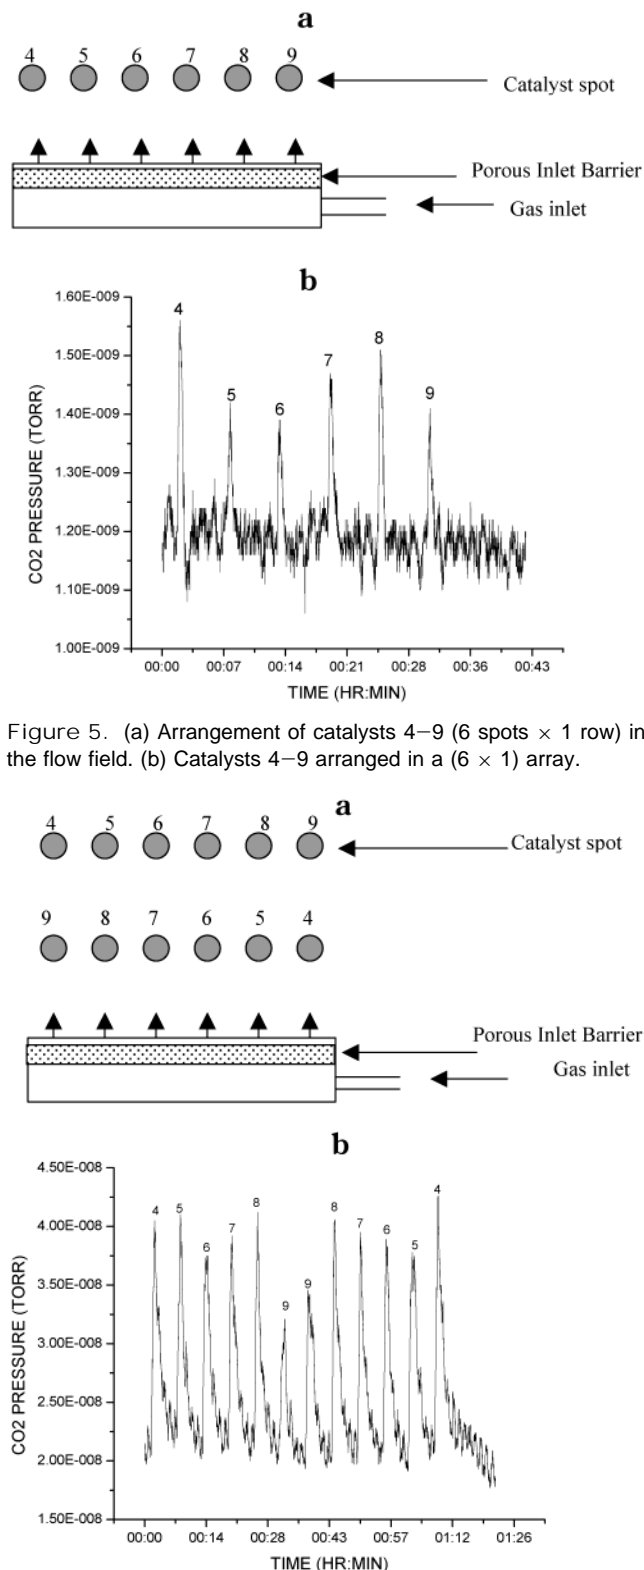 a
4 5 6 7 8 9
Catalyst spot
Porous Inlet Barrier
Gas inlet
b
1.60E-009
1.50E-009
1.40E-009
1.30E-009
1.20E-009
1.10E-009
1.00E-009
CO2 PRESSURE (TORR)
4 5 6 7 8 9
00:00 00:07 00:14 00:21 00:28 00:36 00:43
TIME (HR:MIN)
Figure 5. (a) Arrangement of catalysts 4−9 (6 spots × 1 row) in
the flow field. (b) Catalysts 4−9 arranged in a (6 × 1) array.
a
4 5 6 7 8 9
Catalyst spot
9 8 7 6 5 4
Porous Inlet Barrier
Gas inlet
b
4.50E-008
4.00E-008
3.50E-008
3.00E-008
2.50E-008
2.00E-008
1.50E-008
CO2 PRESSURE (TORR)
4 5 6 7 8 9 9 8 7 6 5 4
00:00 00:14 00:28 00:43 00:57 01:12 01:26
TIME (HR:MIN)